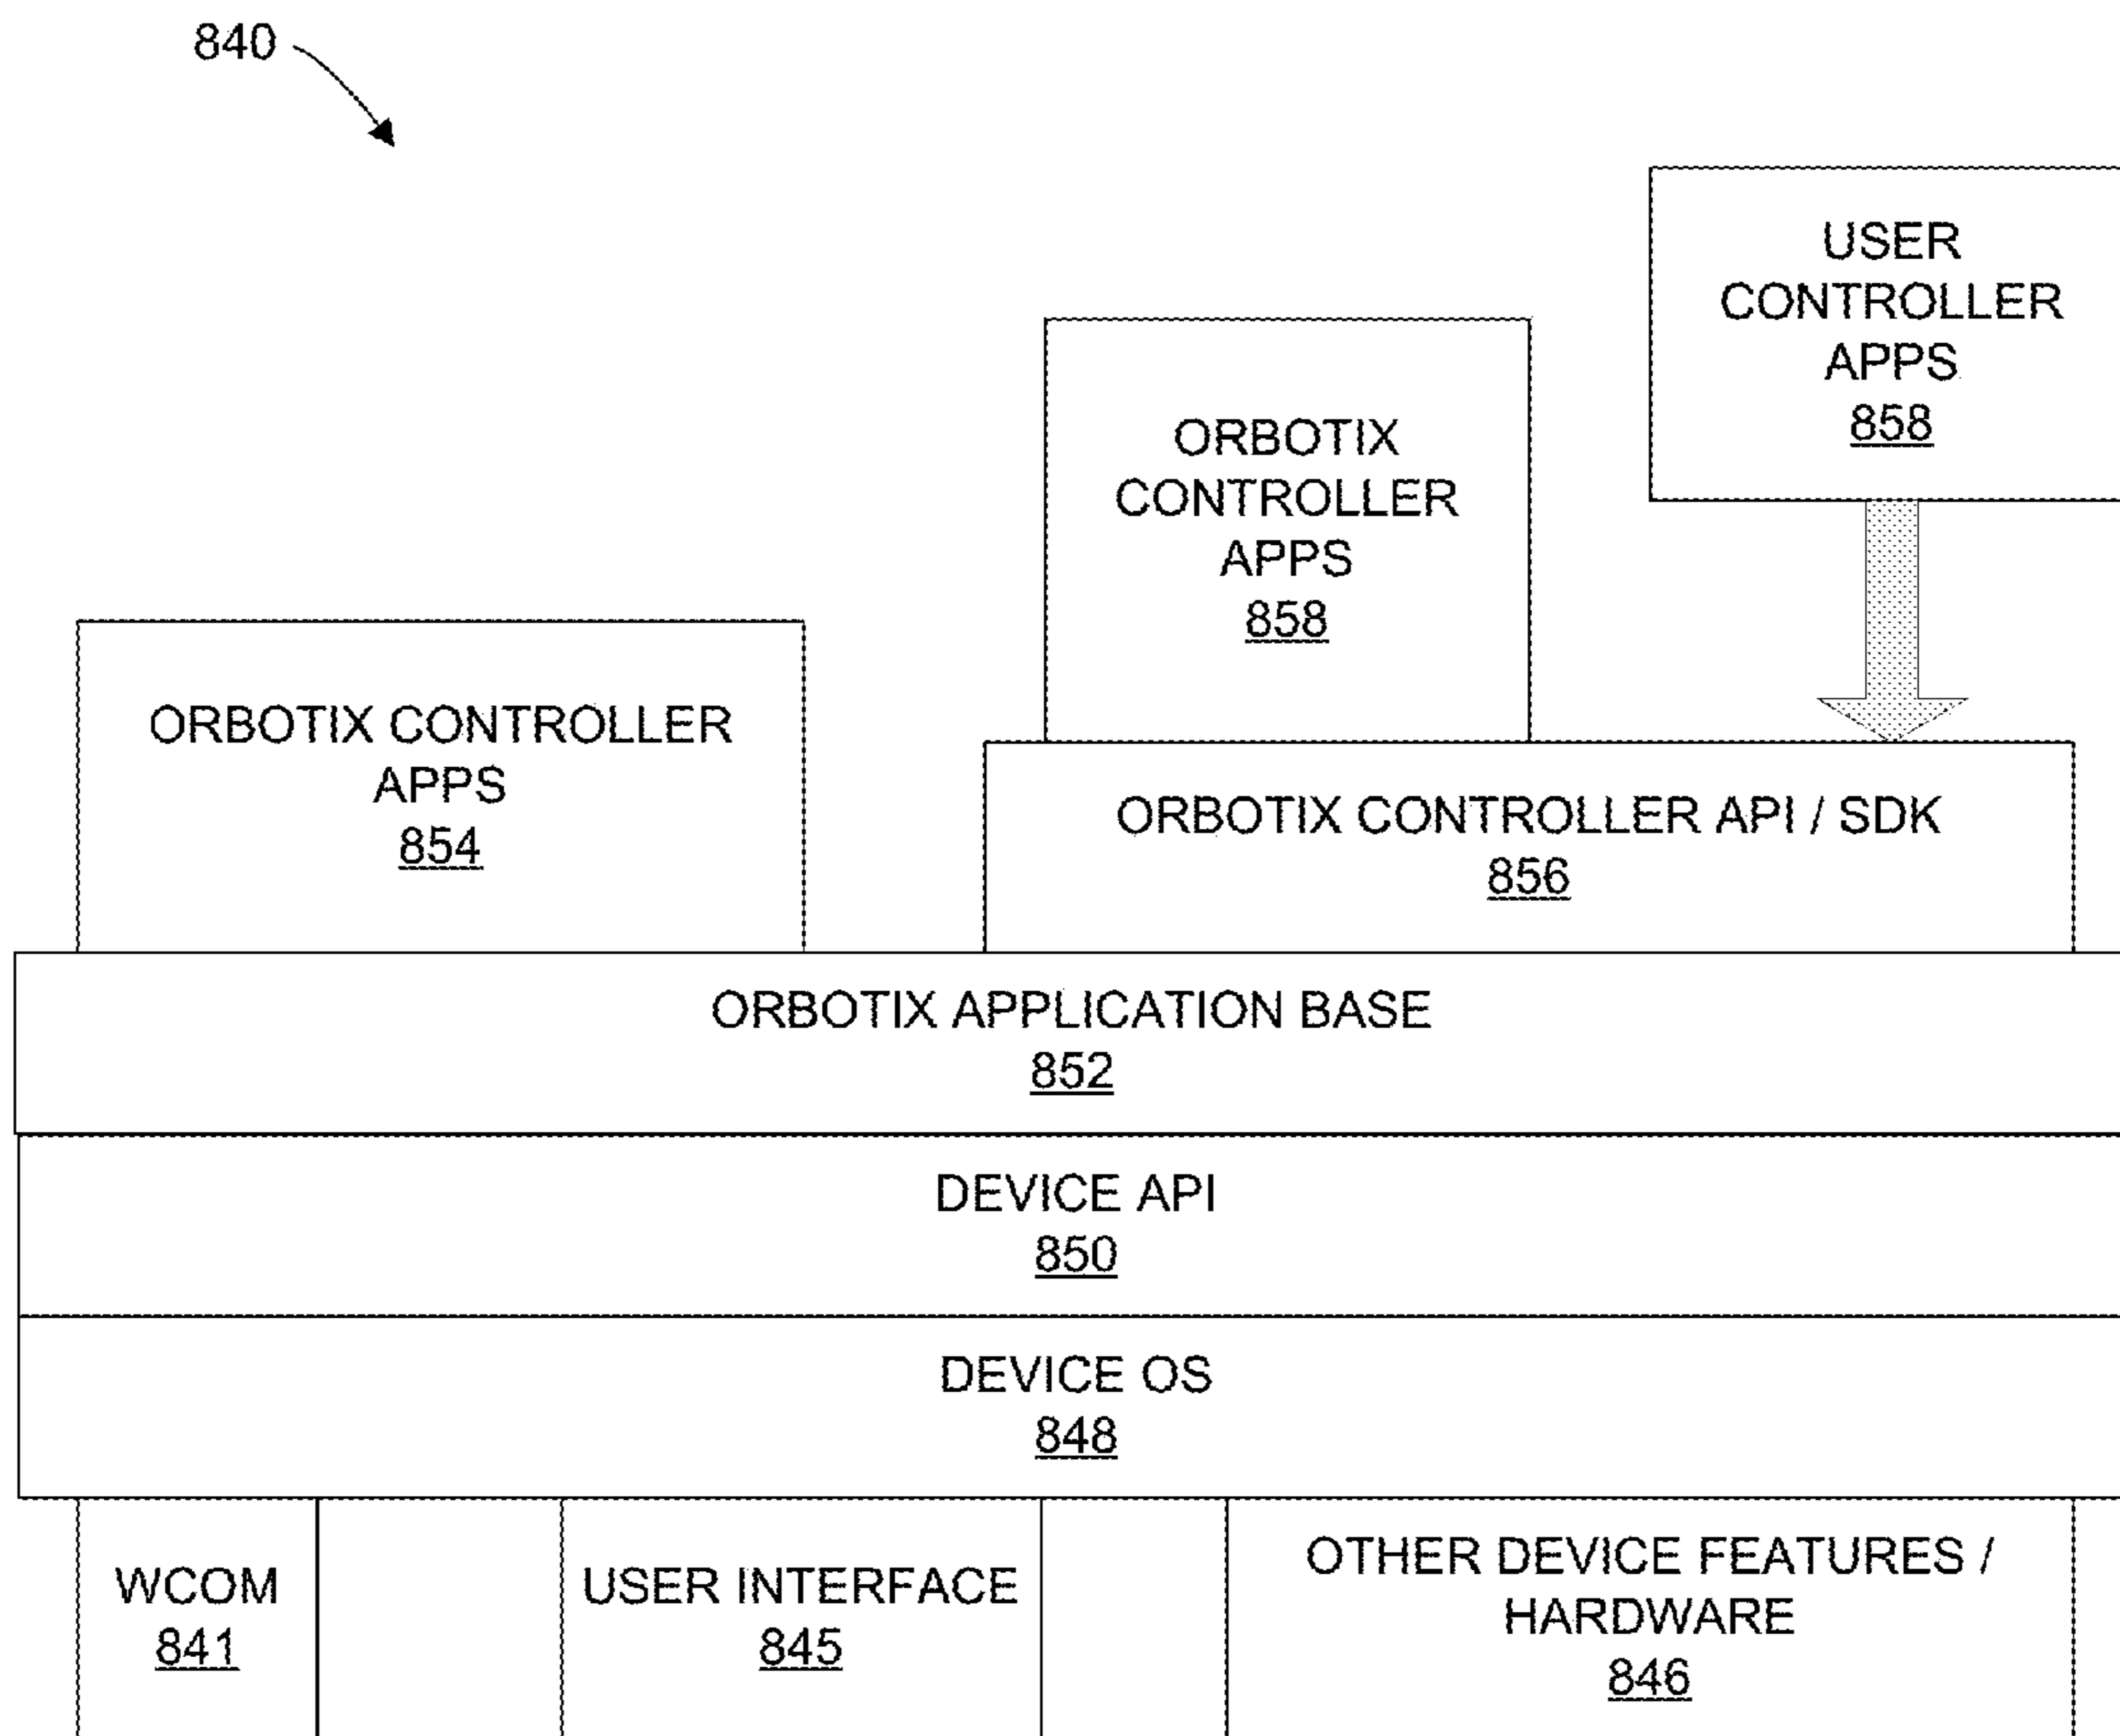 840
USER
CONTROLLER
APPS
858
ORBOTIX
CONTROLLER
APPS
858
ORBOTIX CONTROLLER
APPS
854
ORBOTIX CONTROLLER API / SDK
856
ORBOTIX APPLICATION BASE
852
DEVICE API
850
DEVICE OS
848
WCOM
841
USER INTERFACE
845
OTHER DEVICE FEATURES /
HARDWARE
846